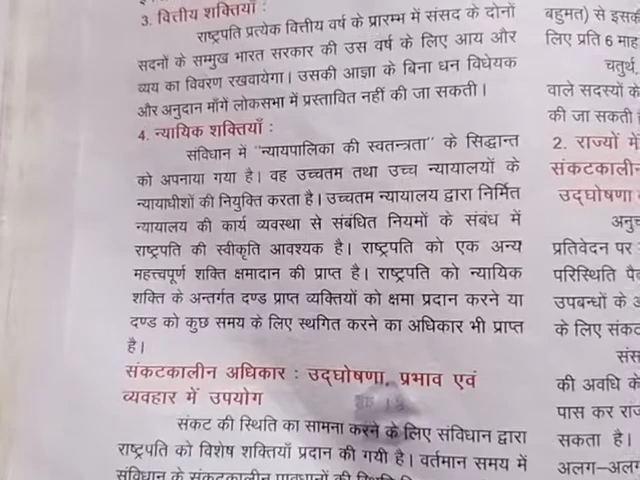 3. वित्तीय शक्तियाँ :
राष्ट्रपति प्रत्येक वित्तीय वर्ष के प्रारम्भ में संसद के दोनों
सदनों के सम्मुख भारत सरकार की उस वर्ष के लिए आय और
व्यय का विवरण रखवायेगा। उसकी आज्ञा के बिना धन विधेयक
और अनुदान माँगें लोकसभा में प्रस्तावित नहीं की जा सकती।
4. न्यायिक शक्तियाँ :
संविधान में "न्यायपालिका की स्वतन्त्रता" के सिद्धान्त
को अपनाया गया है। वह उच्चतम तथा उच्च न्यायालयों के
न्यायाधीशों की नियुक्ति करता है। उच्चतम न्यायालय द्वारा निर्मित
न्यायालय की कार्य व्यवस्था से संबंधित नियमों के संबंध में
राष्ट्रपति की स्वीकृति आवश्यक है। राष्ट्रपति को एक अन्य
महत्त्वपूर्ण शक्ति क्षमादान की प्राप्त है। राष्ट्रपति को न्यायिक
शक्ति के अन्तर्गत दण्ड प्राप्त व्यक्तियों को क्षमा प्रदान करने या
दण्ड को कुछ समय के लिए स्थगित करने का अधिकार भी प्राप्त
है।
संकटकालीन अधिकार : उद्घोषणा, प्रभाव एवं
व्यवहार में उपयोग
संकट की स्थिति का सामना करने के लिए संविधान द्वारा
राष्ट्रपति को विशेष शक्तियाँ प्रदान की गयी है। वर्तमान समय में
संविधान के संकटकालीन प्रावधानों की
बहुमत) से इसकी
लिए प्रति 6 माह
चतुर्थ,
वाले सदस्यों के
की जा सकती
2. राज्यों में
संकटकालीन
उद्घोषणा
अनु
प्रतिवेदन पर
परिस्थिति
उपबन्धों के
के लिए संकट
संस
की अवधि के
पास कर
सकता है।
अलग-अलग